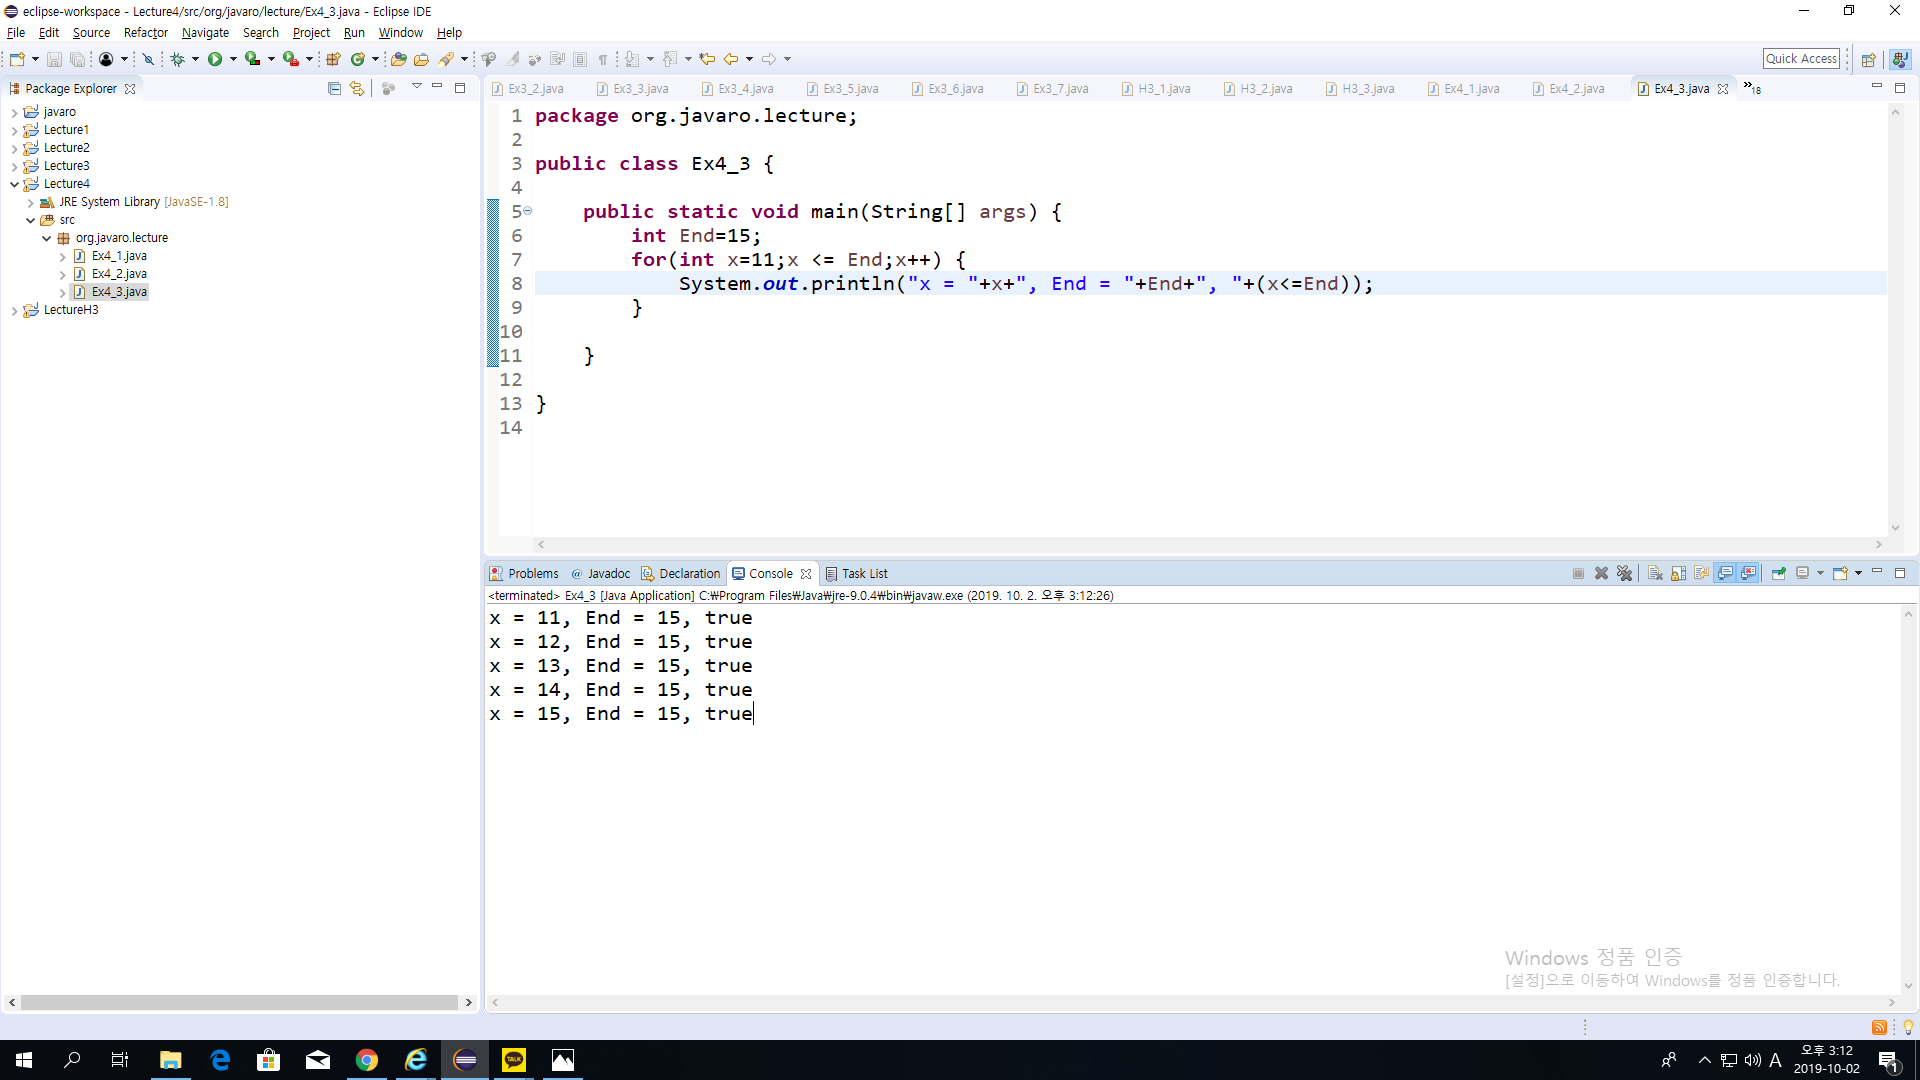 eclipse-workspace - Lecture4/src/org/javaro/lecture/Ex4_3.java - Eclipse IDE
File Edit Source Refactor Navigate Search Project Run Window Help
Quick Access
Package Explorer
javaro
Lecture1
Lecture2
Lecture3
Lecture4
JRE System Library [JavaSE-1.8]
src
org.javaro.lecture
Ex4_1.java
Ex4_2.java
Ex4_3.java
LectureH3
Ex3_2.java Ex3_3.java Ex3_4.java Ex3_5.java Ex3_6.java Ex3_7.java H3_1.java H3_2.java H3_3.java Ex4_1.java Ex4_2.java Ex4_3.java »18
1 package org.javaro.lecture;
2
3 public class Ex4_3 {
4
5 public static void main(String[] args) {
6 int End=15;
7 for(int x=11;x <= End;x++) {
8 System.out.println("x = "+x+", End = "+End+", "+(x<=End));
9 }
10
11 }
12
13 }
14
Problems @ Javadoc Declaration Console Task List
<terminated> Ex4_3 [Java Application] C:₩Program Files₩Java₩jre-9.0.4₩bin₩javaw.exe (2019. 10. 2. 오후 3:12:26)
x = 11, End = 15, true
x = 12, End = 15, true
x = 13, End = 15, true
x = 14, End = 15, true
x = 15, End = 15, true
Windows 정품 인증
[설정]으로 이동하여 Windows를 정품 인증합니다.
TALK
A
오후 3:12
2019-10-02
1